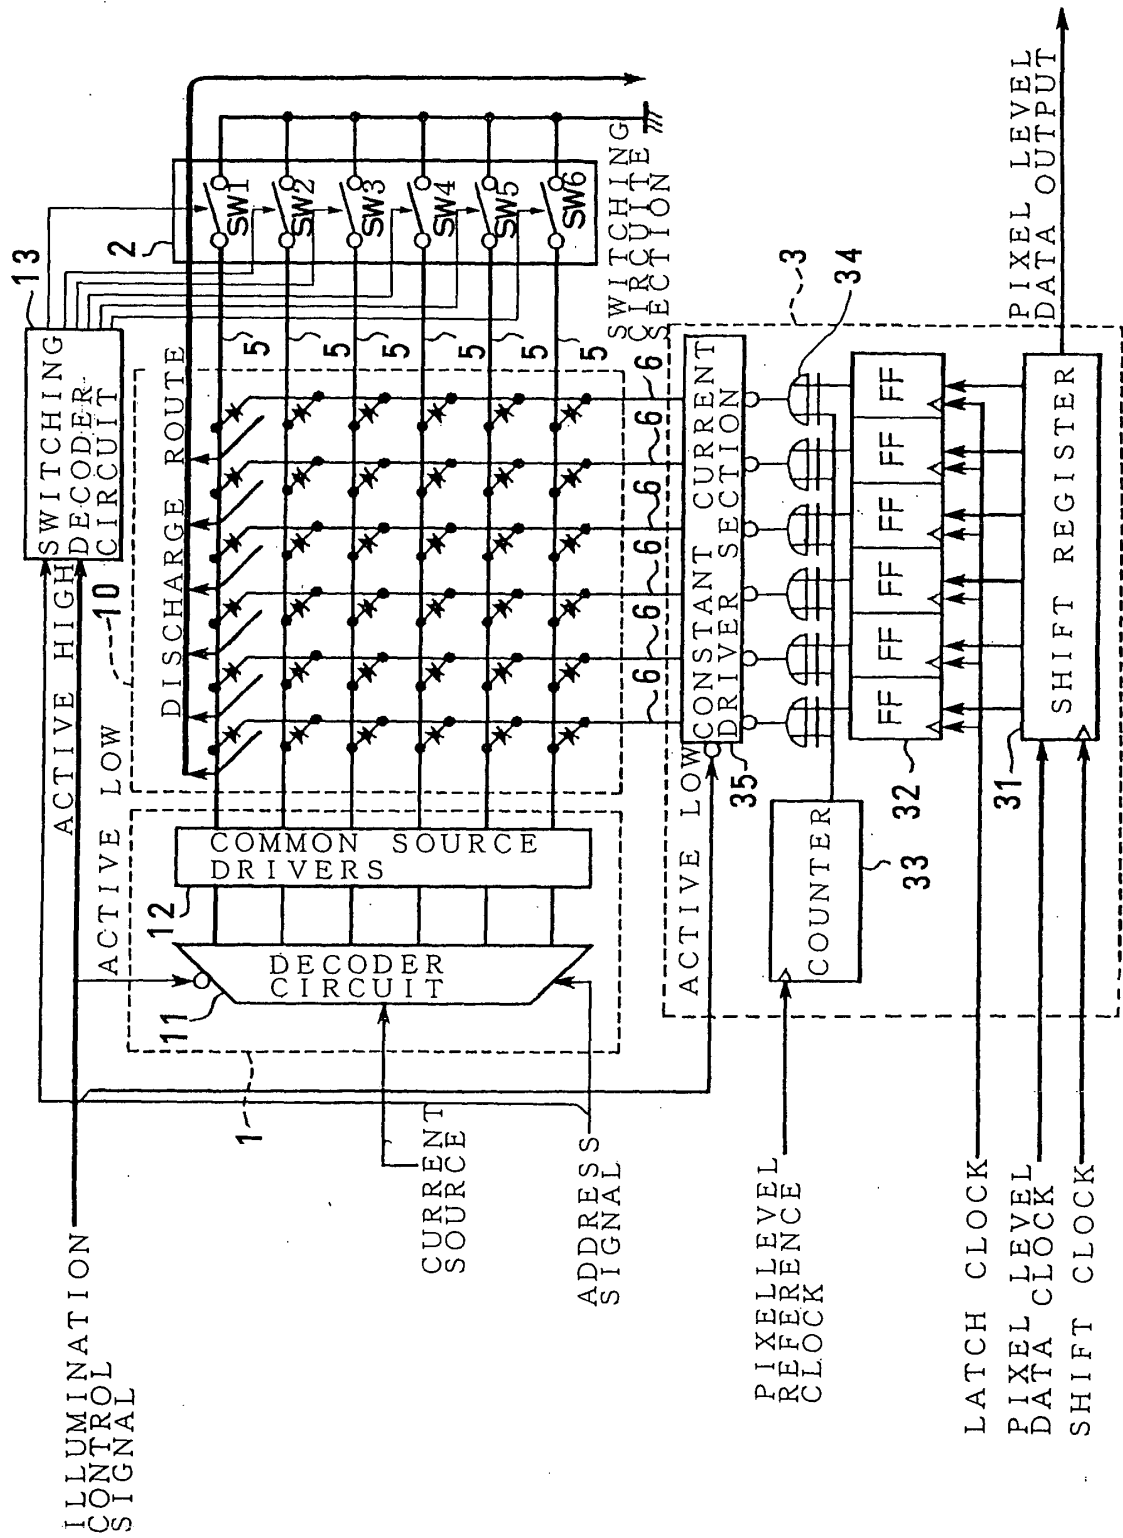 ILLUMINATION
CONTROL
SIGNAL
ACTIVE HIGH
SWITCHING
DECODER
CIRCUIT
13
ACTIVE LOW
10
DISCHARGE ROUTE
2
SW1
SW2
SW3
SW4
SW5
SW6
5
5
5
5
5
5
SWITCHING
CIRCUITE
SECTION
COMMON SOURCE
DRIVERS
12
DECODER
CIRCUIT
11
1
CURRENT
SOURCE
ADDRESS
SIGNAL
6
6
6
6
6
6
ACTIVE LOW
CONSTANT CURRENT
DRIVER SECTION
35
3
34
COUNTER
33
FF
FF
FF
FF
FF
FF
32
31
SHIFT REGISTER
PIXEL LEVEL
DATA OUTPUT
PIXEL LEVEL
REFERENCE
CLOCK
LATCH CLOCK
PIXEL LEVEL
DATA CLOCK
SHIFT CLOCK